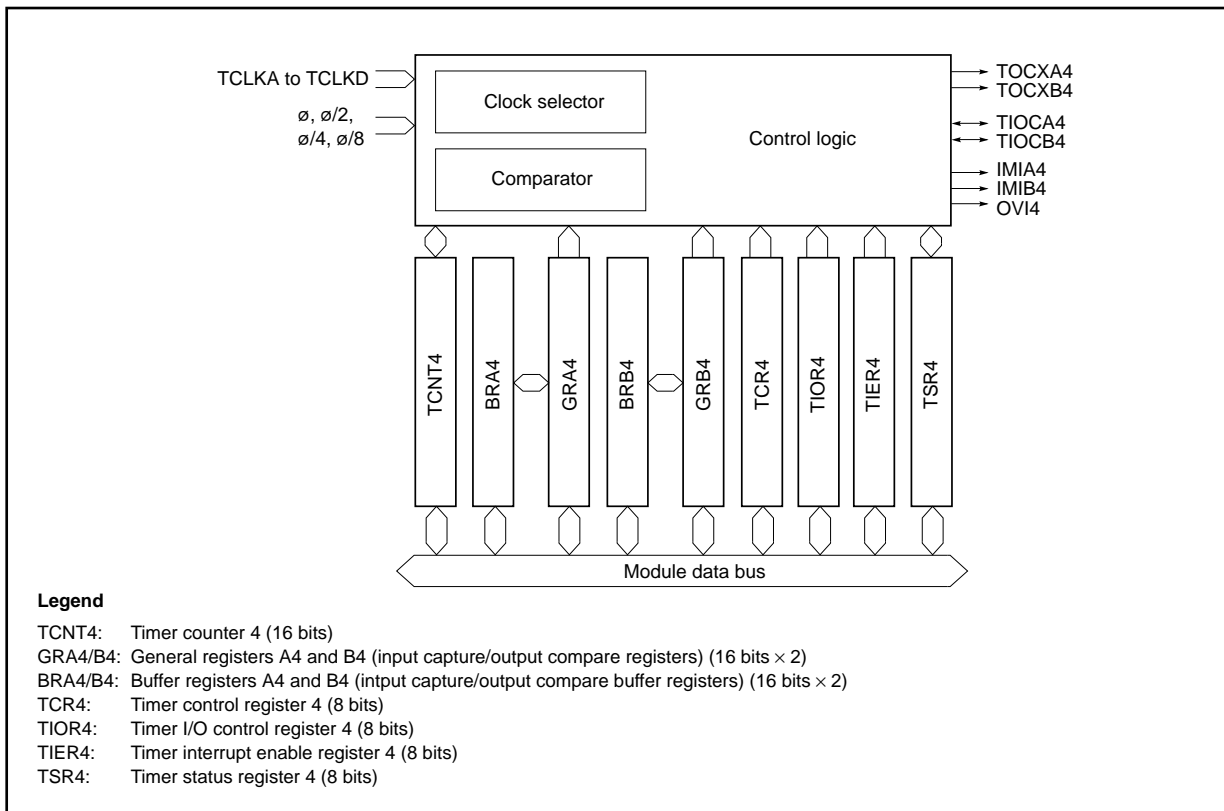 TCLKA to TCLKD
ø, ø/2,
ø/4, ø/8
Clock selector
Comparator
Control logic
TOCXA4
TOCXB4
TIOCA4
TIOCB4
IMIA4
IMIB4
OVI4
TCNT4
BRA4
GRA4
BRB4
GRB4
TCR4
TIOR4
TIER4
TSR4
Module data bus
Legend
TCNT4: Timer counter 4 (16 bits)
GRA4/B4: General registers A4 and B4 (input capture/output compare registers) (16 bits × 2)
BRA4/B4: Buffer registers A4 and B4 (intput capture/output compare buffer registers) (16 bits × 2)
TCR4: Timer control register 4 (8 bits)
TIOR4: Timer I/O control register 4 (8 bits)
TIER4: Timer interrupt enable register 4 (8 bits)
TSR4: Timer status register 4 (8 bits)